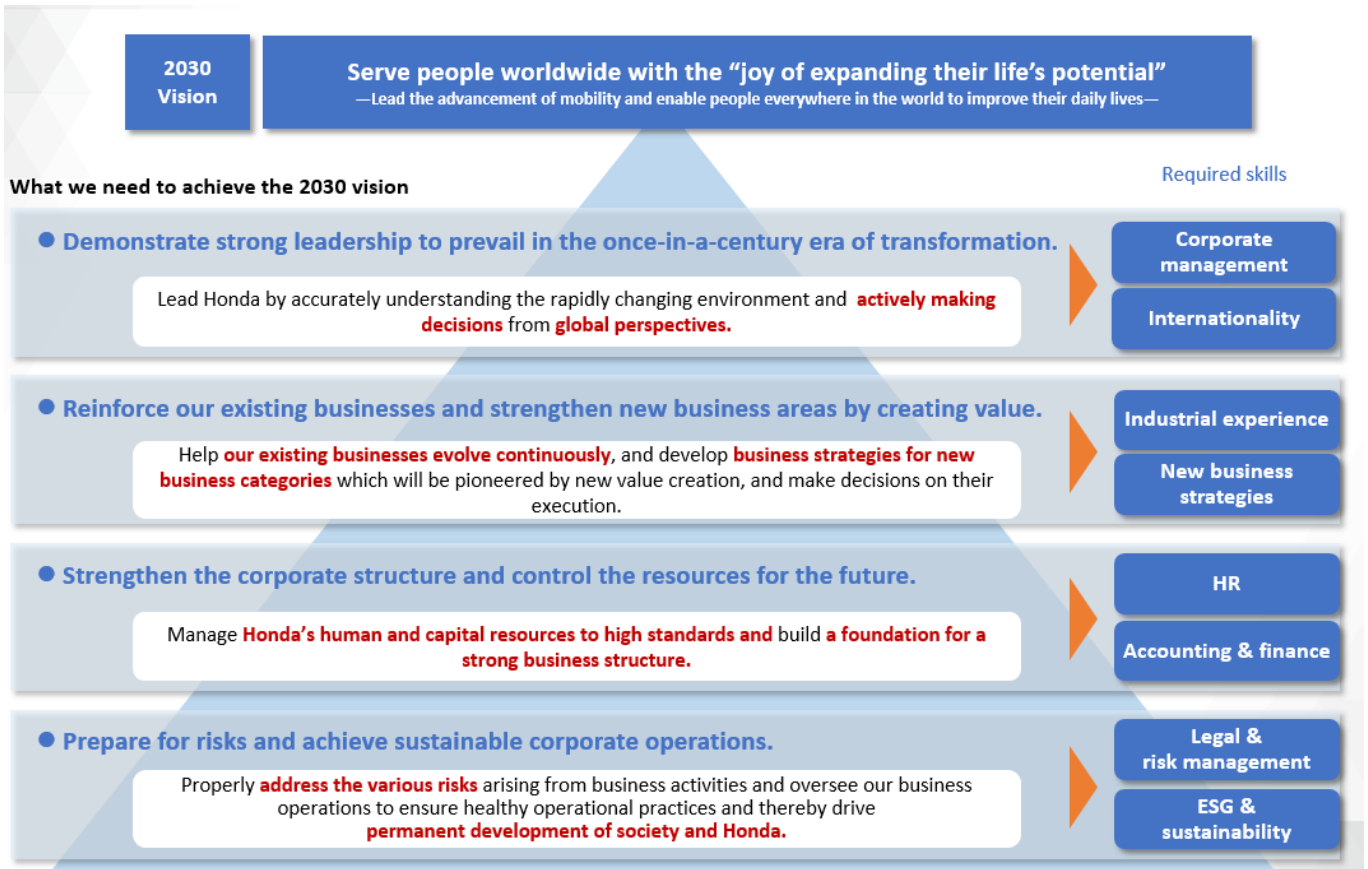 2030
Vision
Serve people worldwide with the “joy of expanding their life’s potential”
—Lead the advancement of mobility and enable people everywhere in the world to improve their daily lives—
What we need to achieve the 2030 vision
Required skills
● Demonstrate strong leadership to prevail in the once-in-a-century era of transformation.
Lead Honda by accurately understanding the rapidly changing environment and actively making
decisions from global perspectives.
Corporate
management
Internationality
● Reinforce our existing businesses and strengthen new business areas by creating value.
Help our existing businesses evolve continuously, and develop business strategies for new
business categories which will be pioneered by new value creation, and make decisions on their
execution.
Industrial experience
New business
strategies
● Strengthen the corporate structure and control the resources for the future.
Manage Honda’s human and capital resources to high standards and build a foundation for a
strong business structure.
HR
Accounting & finance
● Prepare for risks and achieve sustainable corporate operations.
Properly address the various risks arising from business activities and oversee our business
operations to ensure healthy operational practices and thereby drive
permanent development of society and Honda.
Legal &
risk management
ESG &
sustainability